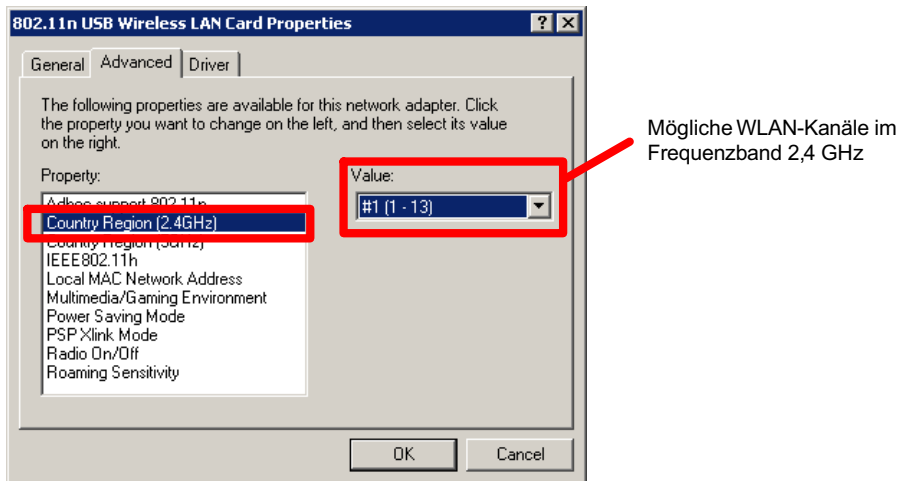 802.11n USB Wireless LAN Card Properties
General Advanced Driver
The following properties are available for this network adapter. Click
the property you want to change on the left, and then select its value
on the right.
Property:
Value:
Adhoc support 802.11n
#1 (1 - 13)
Country Region (2.4GHz)
Country Region (5GHz)
IEEE802.11h
Local MAC Network Address
Multimedia/Gaming Environment
Power Saving Mode
PSP Xlink Mode
Radio On/Off
Roaming Sensitivity
OK
Cancel
Mögliche WLAN-Kanäle im
Frequenzband 2,4 GHz